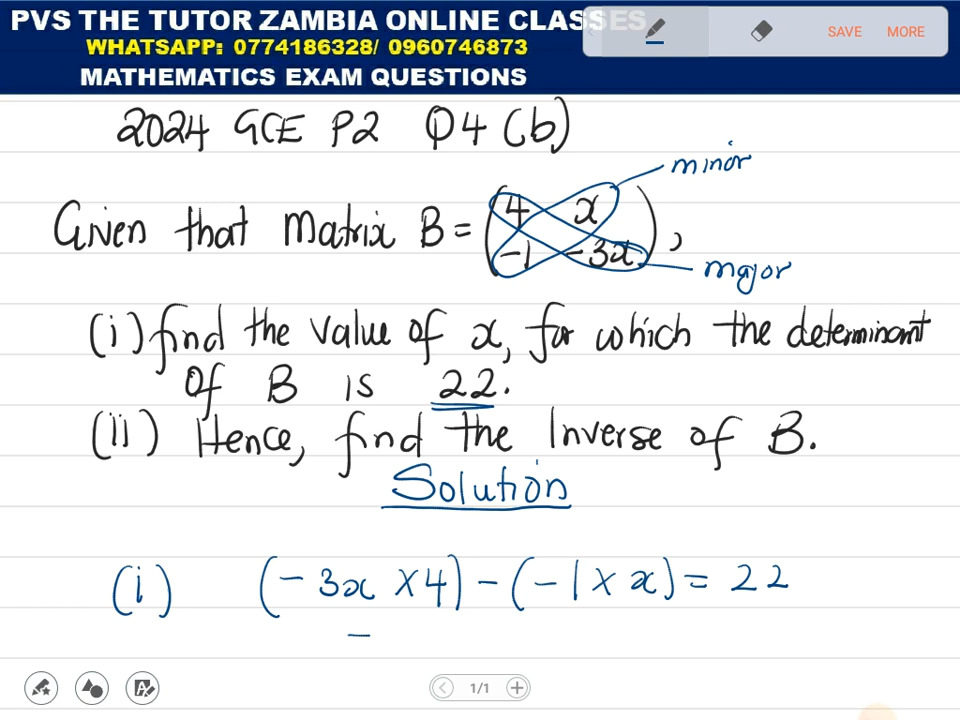 PVS THE TUTOR ZAMBIA ONLINE CLASSES
WHATSAPP: 0774186328/ 0960746873
MATHEMATICS EXAM QUESTIONS
SAVE MORE
2024 GCE P2 Q4 (b)
minor
Given that Matrix B = (4 x
-1 -3x),
major
(i) find the value of x, for which the determinant
of B is 22.
(ii) Hence, find the Inverse of B.
Solution
(i) (-3x × 4) - (-1 × x) = 22
1/1